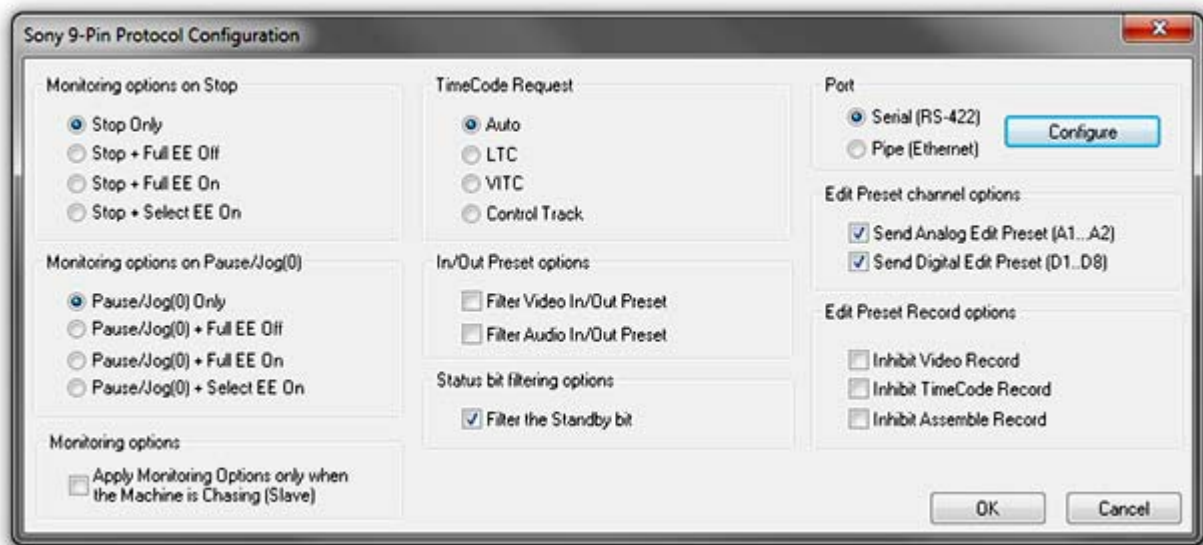 Sony 9-Pin Protocol Configuration
Monitoring options on Stop
Stop Only
Stop + Full EE Off
Stop + Full EE On
Stop + Select EE On
Monitoring options on Pause/Jog(0)
Pause/Jog(0) Only
Pause/Jog(0) + Full EE Off
Pause/Jog(0) + Full EE On
Pause/Jog(0) + Select EE On
Monitoring options
Apply Monitoring Options only when
the Machine is Chasing (Slave)
TimeCode Request
Auto
LTC
VITC
Control Track
In/Out Preset options
Filter Video In/Out Preset
Filter Audio In/Out Preset
Status bit filtering options
Filter the Standby bit
Port
Serial (RS-422)
Pipe (Ethernet)
Configure
Edit Preset channel options
Send Analog Edit Preset (A1...A2)
Send Digital Edit Preset (D1..D8)
Edit Preset Record options
Inhibit Video Record
Inhibit TimeCode Record
Inhibit Assemble Record
OK
Cancel